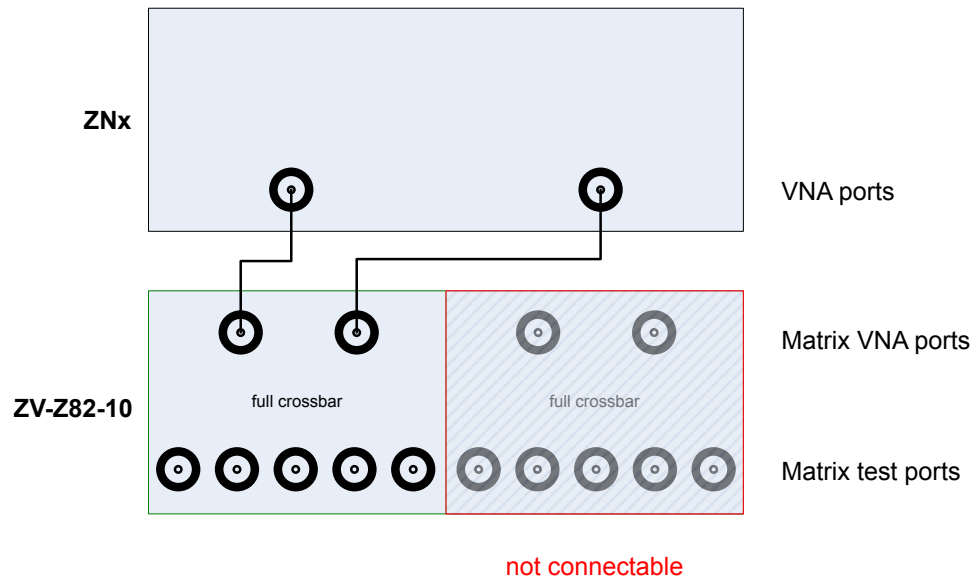 ZNx
VNA ports
Matrix VNA ports
full crossbar
full crossbar
ZV-Z82-10
Matrix test ports
not connectable